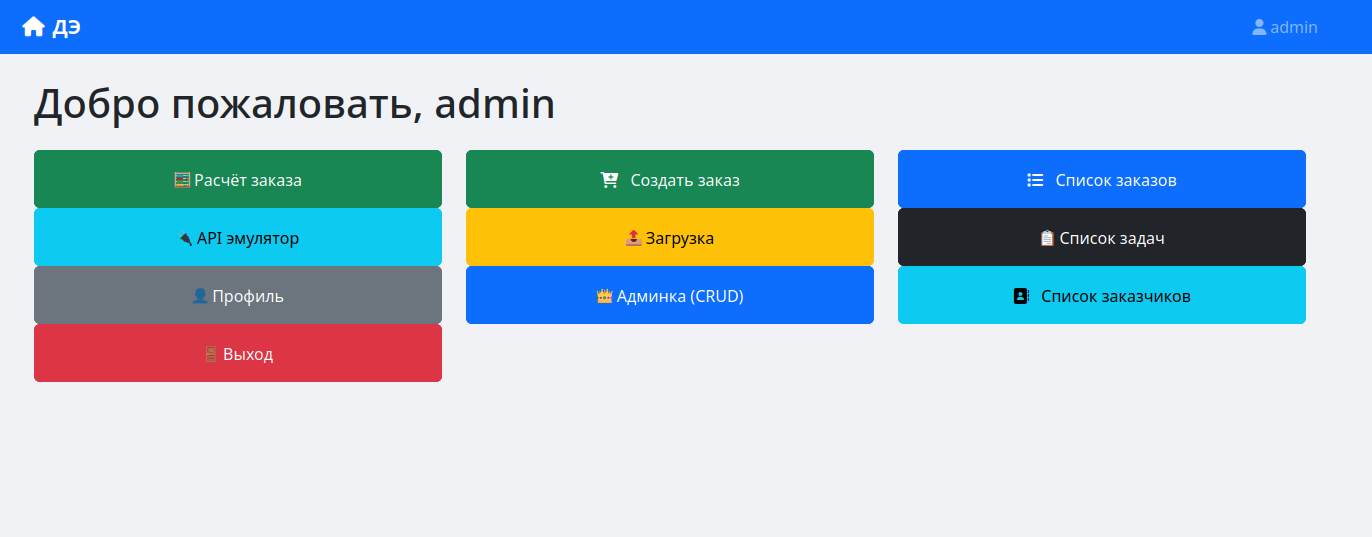 ДЭ
admin
Добро пожаловать, admin
Расчёт заказа
Создать заказ
Список заказов
API эмулятор
Загрузка
Список задач
Профиль
Админка (CRUD)
Список заказчиков
Выход